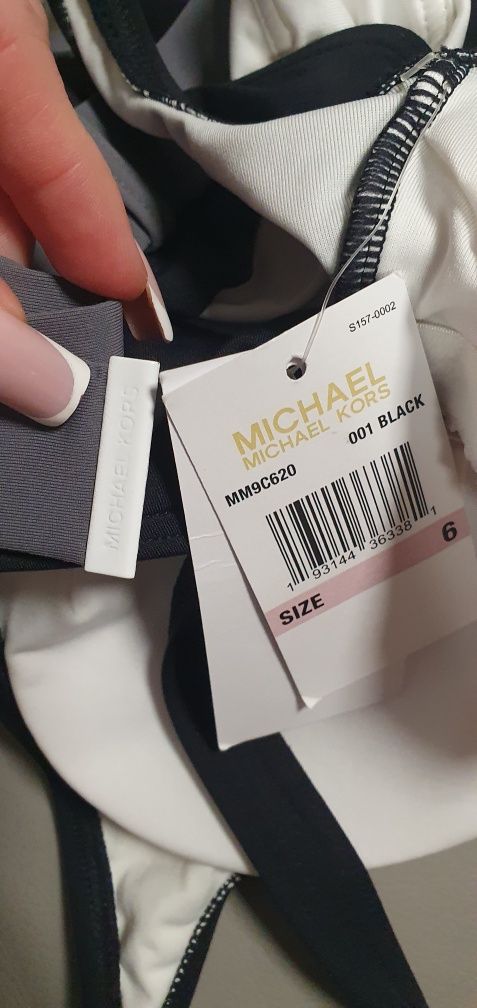 S157-0002
MICHAEL
MICHAEL KORS
001 BLACK
MM9C620
1 93144 36338 1
SIZE 6
MICHAEL KORS